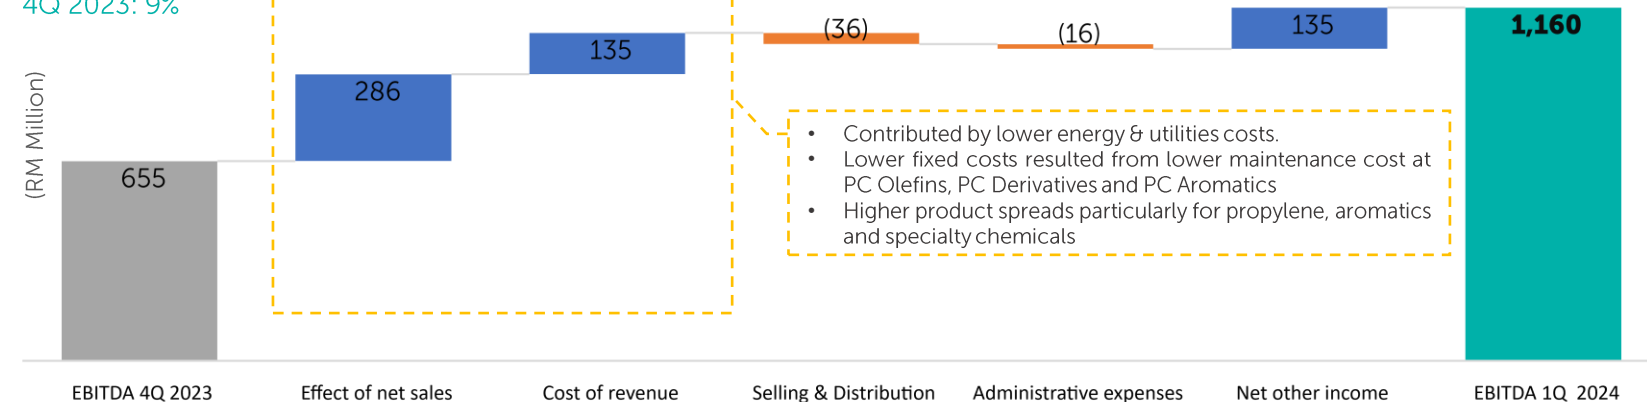 4Q 2023: 9%
(RM Million)
655
286
135
(36)
(16)
135
1,160
• Contributed by lower energy & utilities costs.
• Lower fixed costs resulted from lower maintenance cost at
PC Olefins, PC Derivatives and PC Aromatics
• Higher product spreads particularly for propylene, aromatics
and specialty chemicals
EBITDA 4Q 2023
Effect of net sales
Cost of revenue
Selling & Distribution
Administrative expenses
Net other income
EBITDA 1Q 2024